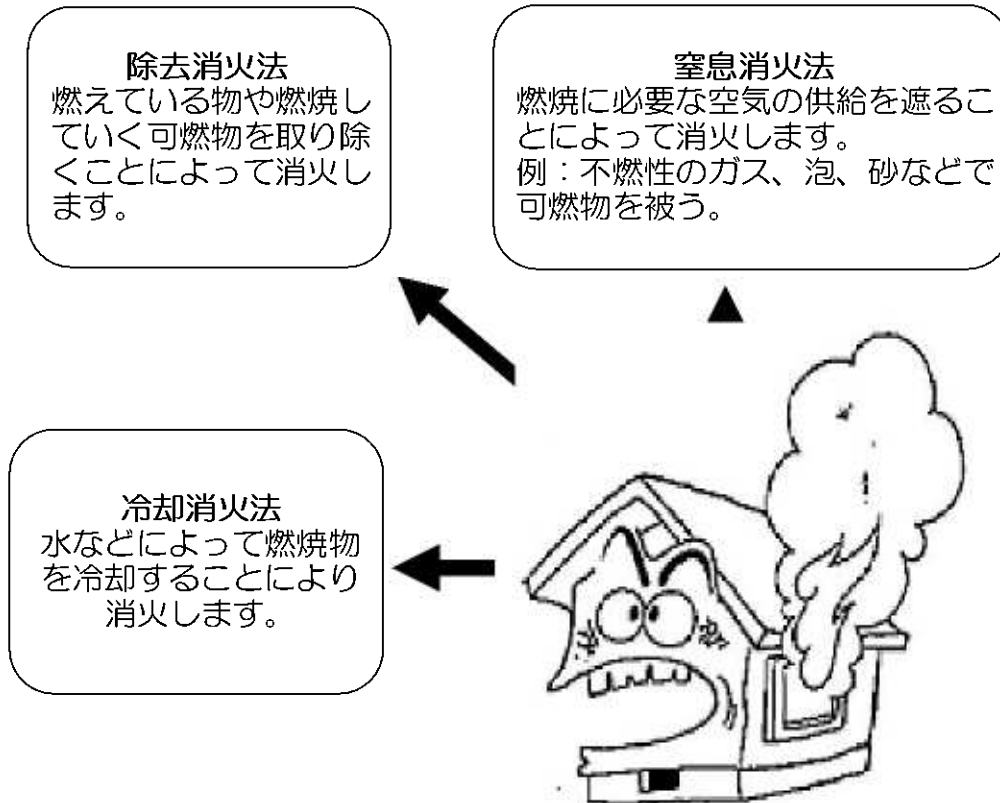 除去消火法
燃えている物や燃焼し
ていく可燃物を取り除
くことによって消火し
ます。
窒息消火法
燃焼に必要な空気の供給を遮るこ
とによって消火します。
例：不燃性のガス、泡、砂などで
可燃物を被う。
冷却消火法
水などによって燃焼物
を冷却することにより
消火します。